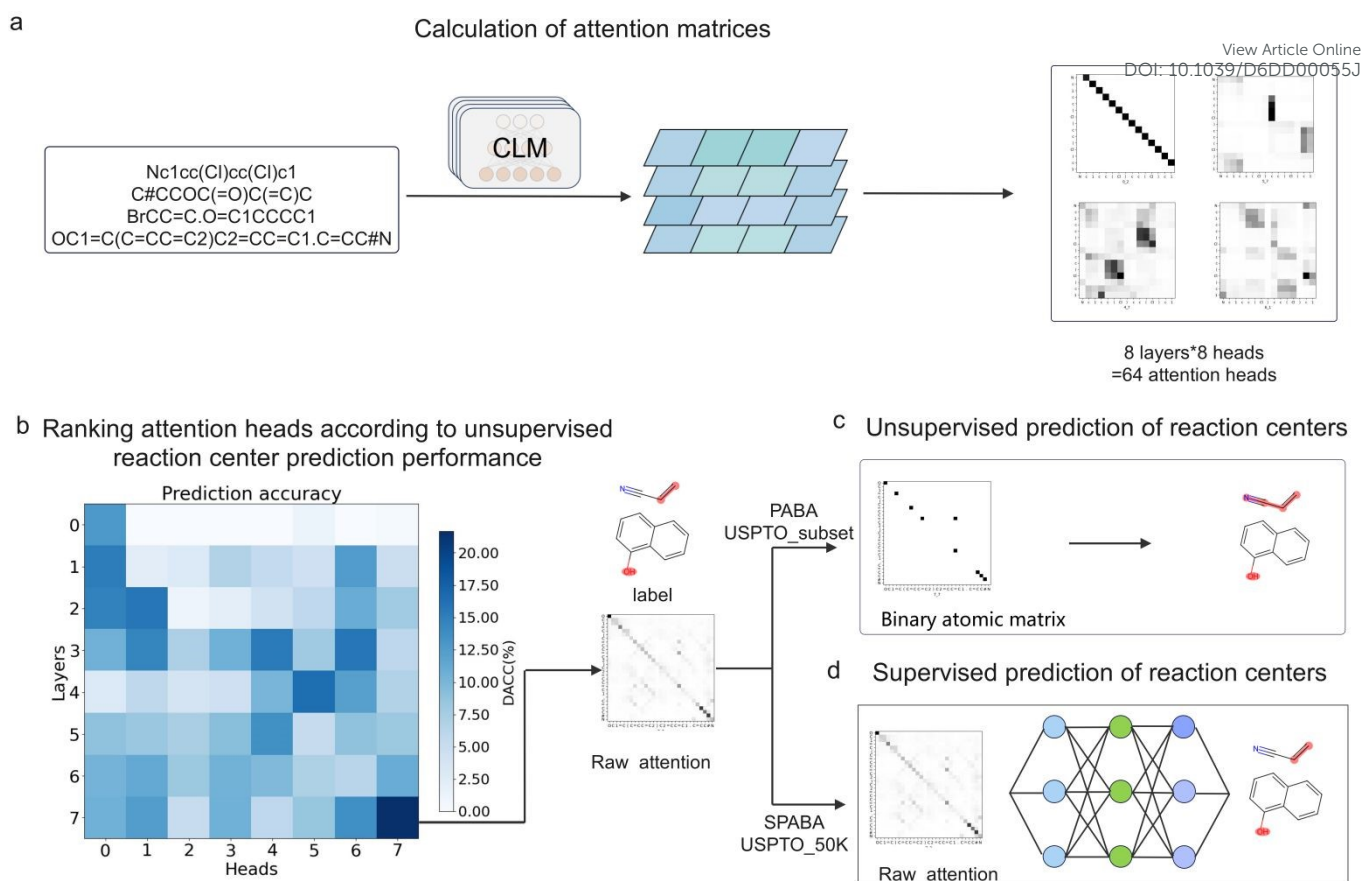 a
Calculation of attention matrices
View Article Online
DOI: 10.1039/D6DD00055J
Nc1cc(Cl)cc(Cl)c1
C#CCOC(=O)C(=C)C
BrCC=C.O=C1CCCC1
OC1=C(C=CC=C2)C2=CC=C1.C=CC#N
CLM
8 layers*8 heads
=64 attention heads
b Ranking attention heads according to unsupervised
reaction center prediction performance
Prediction accuracy
Layers
0
1
2
3
4
5
6
7
0 1 2 3 4 5 6 7
Heads
20.00
17.50
15.00
12.50
10.00
7.50
5.00
2.50
0.00
DACC(%)
N
OH
label
Raw attention
PABA
USPTO_subset
SPABA
USPTO_50K
c Unsupervised prediction of reaction centers
Binary atomic matrix
N
OH
d Supervised prediction of reaction centers
Raw attention
N
OH